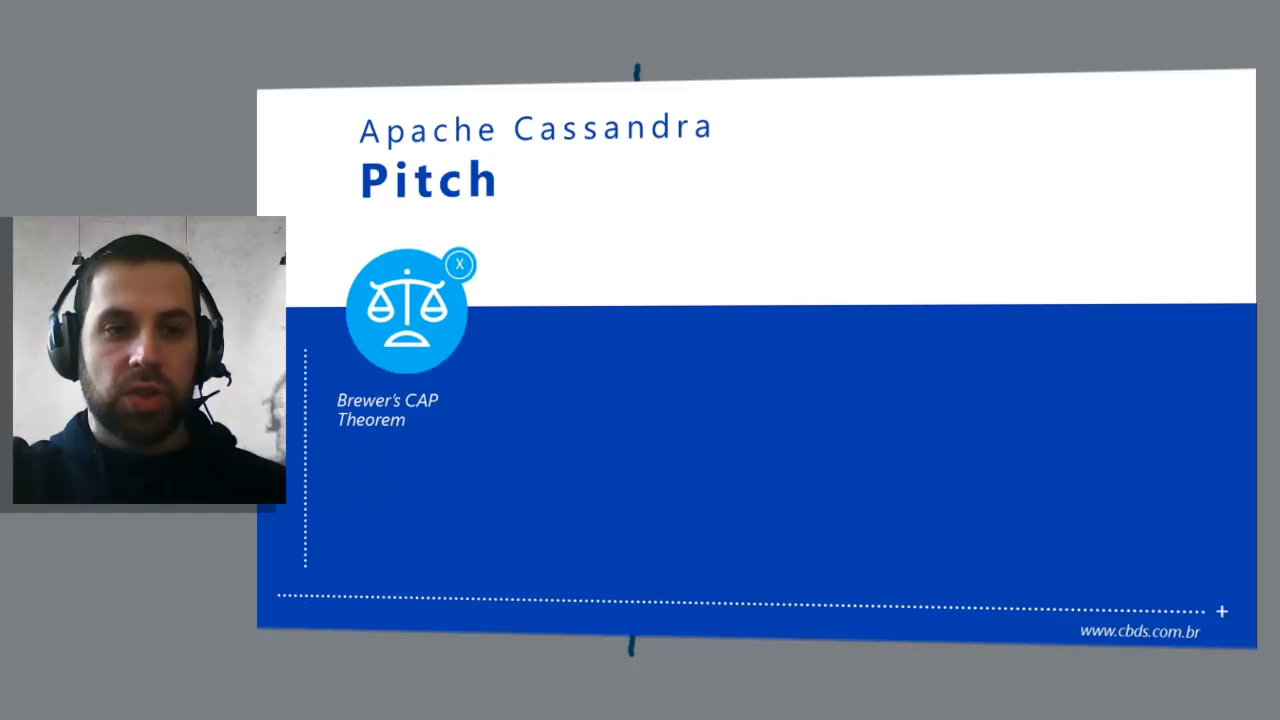 Apache Cassandra
Pitch
X
Brewer's CAP
Theorem
+
www.cbds.com.br